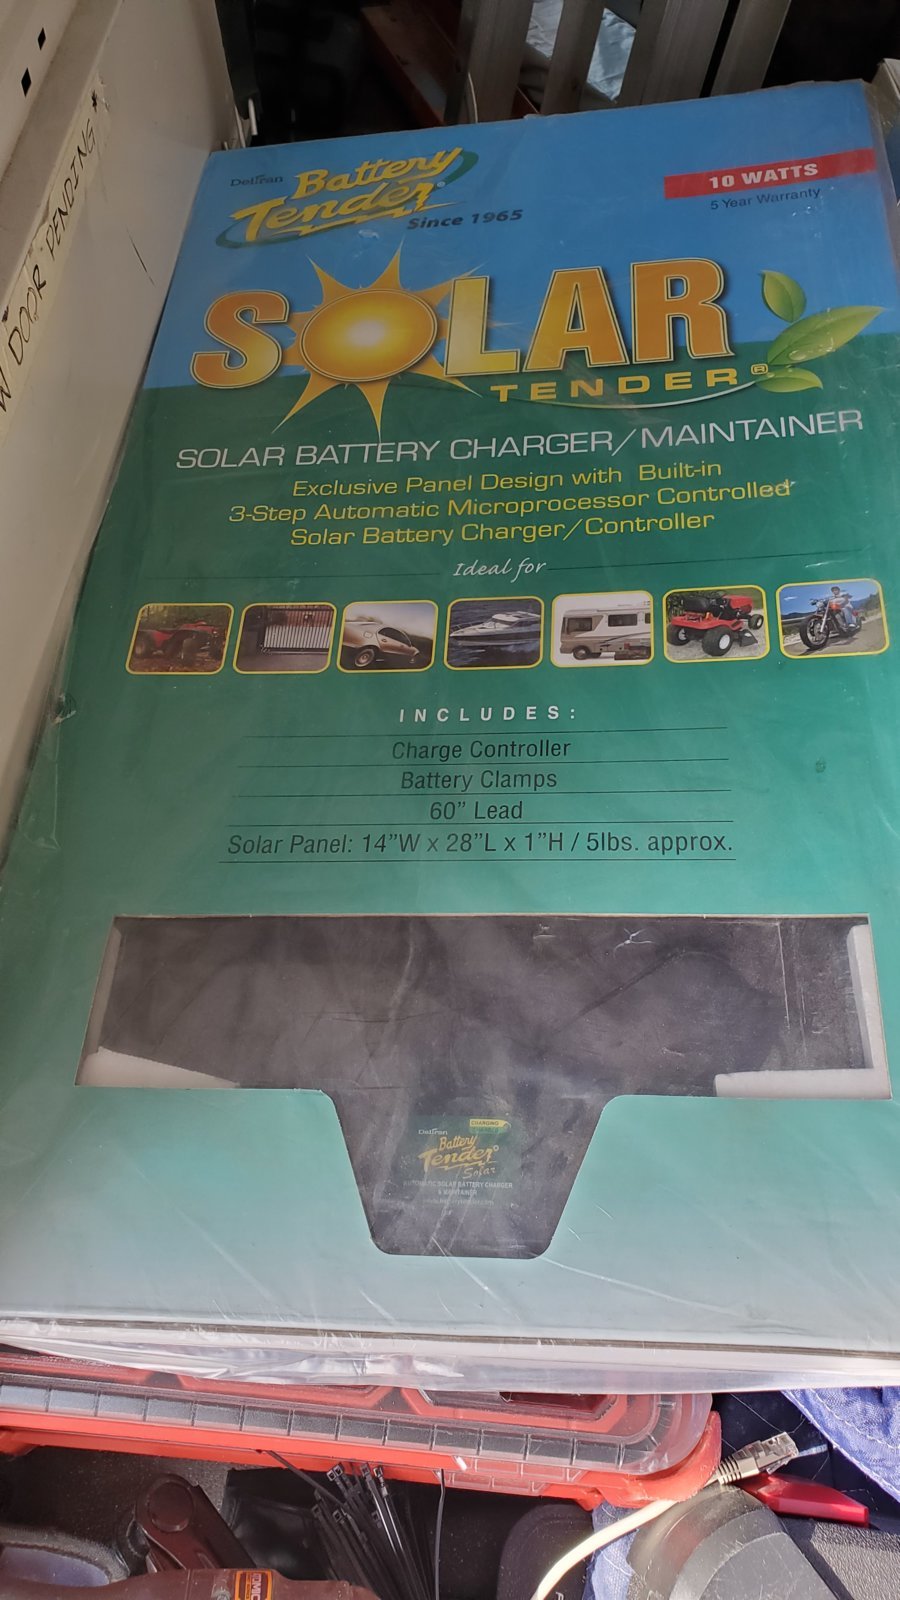 DOOR PENDING
Deltran
Battery
Tender®
Since 1965
10 WATTS
5 Year Warranty
SOLAR
TENDER®
SOLAR BATTERY CHARGER/MAINTAINER
Exclusive Panel Design with Built-in
3-Step Automatic Microprocessor Controlled
Solar Battery Charger/Controller
Ideal for
INCLUDES:
Charge Controller
Battery Clamps
60” Lead
Solar Panel: 14”W x 28”L x 1”H / 5lbs. approx.
CHARGING
Deltran
Battery
Tender®
Solar
AUTOMATIC SOLAR BATTERY CHARGER
& MAINTAINER